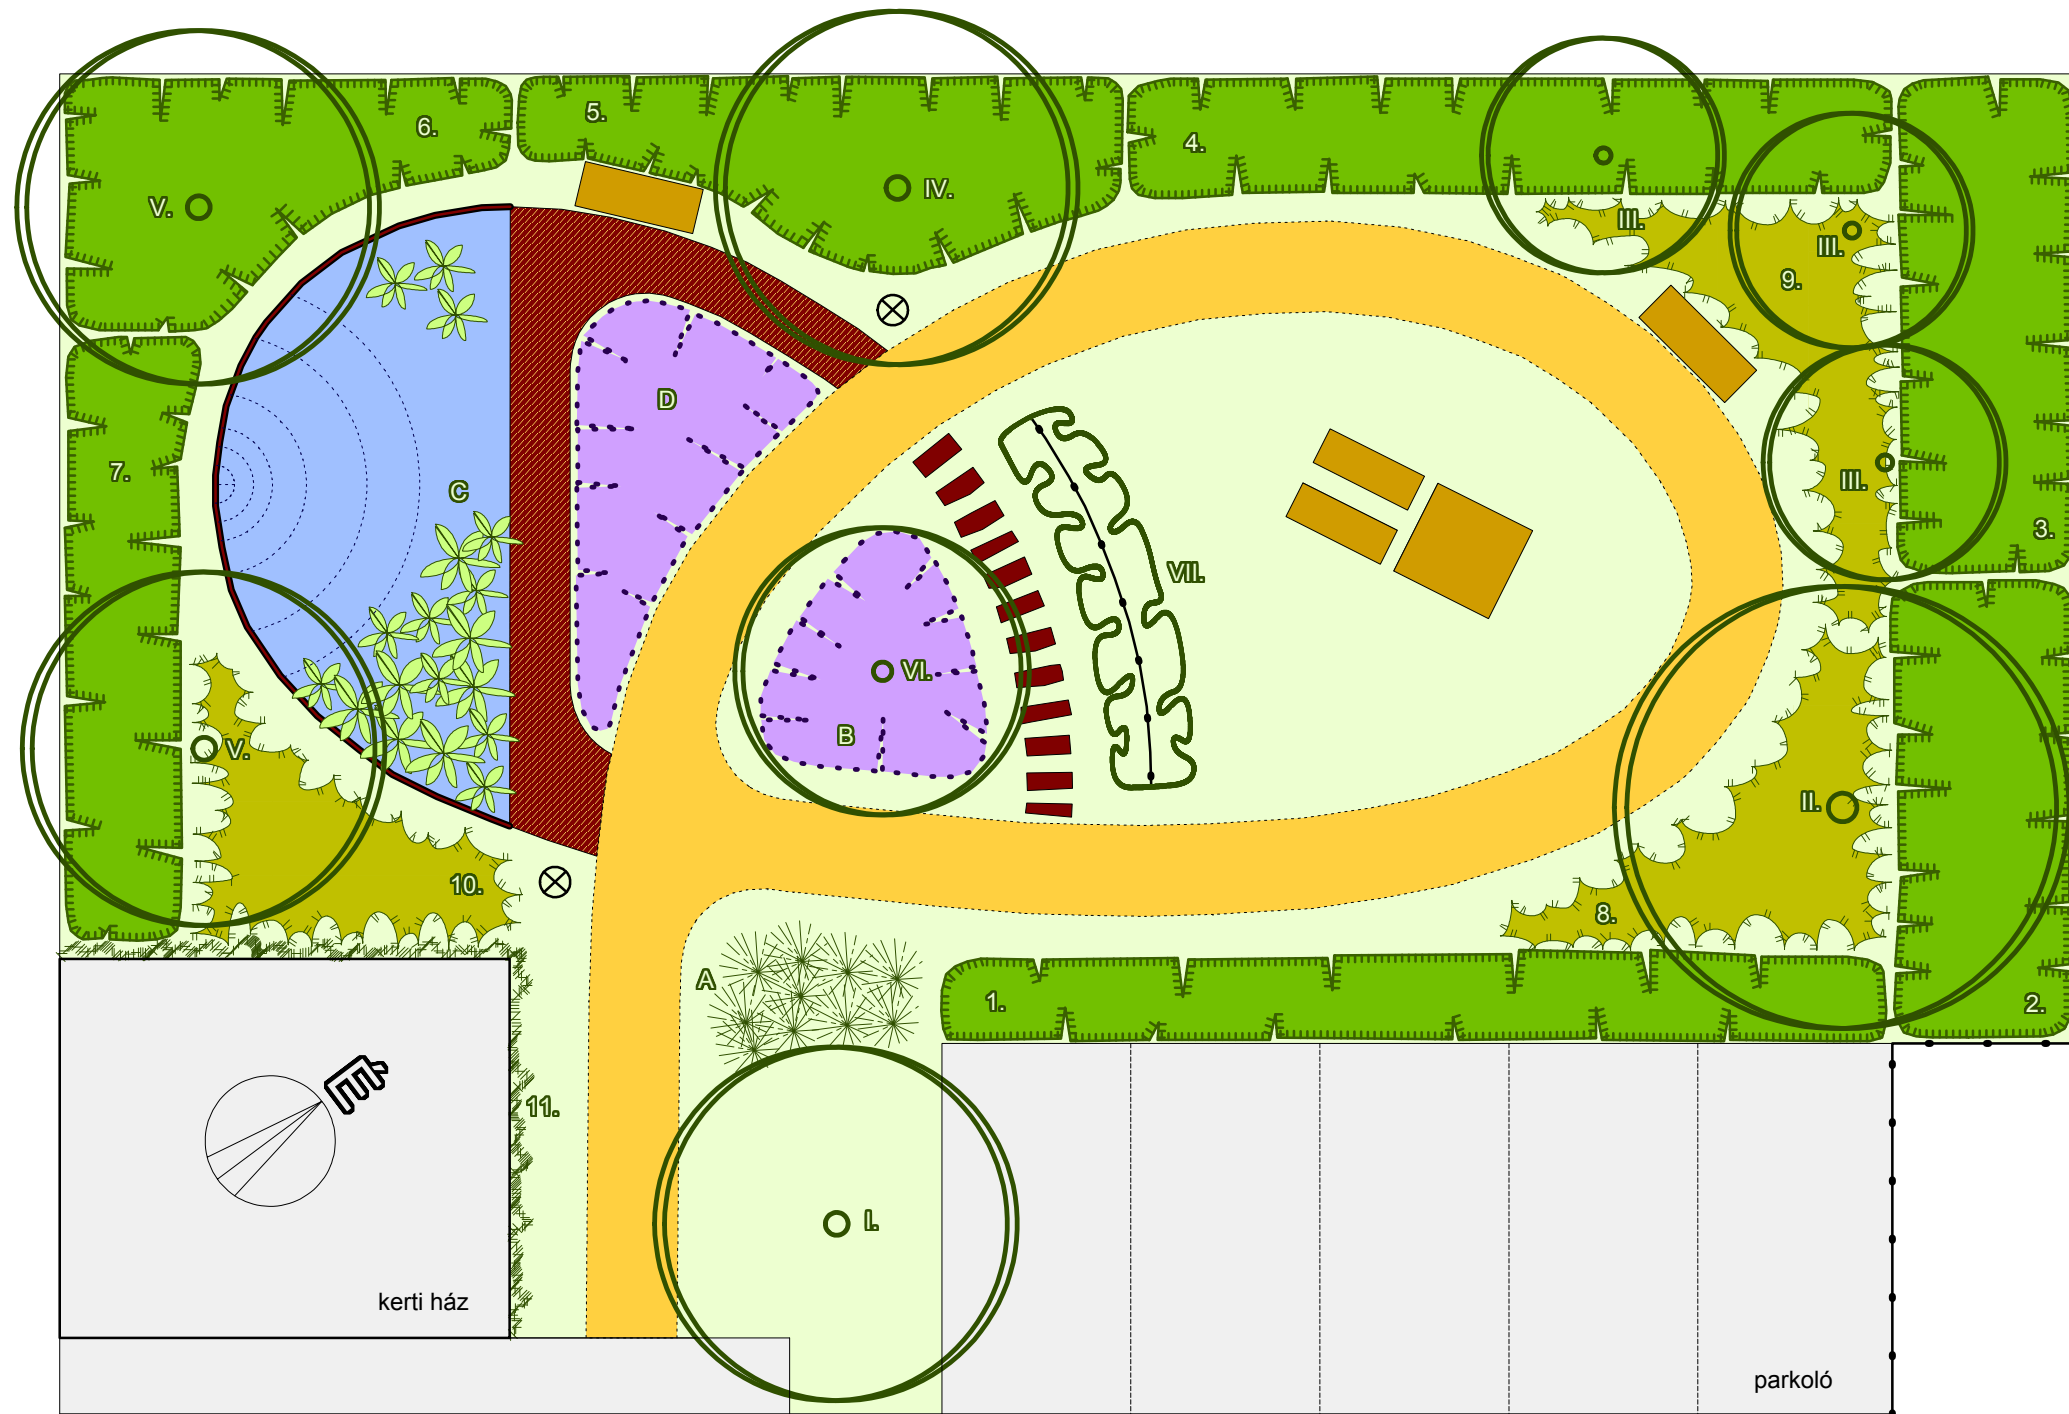 5.
6.
4.
V.
IV.
III.
III.
9.
D
7.
C
III.
3.
VII.
VI.
B
V.
II.
10.
8.
A
1.
2.
11.
É
I.
kerti ház
parkoló